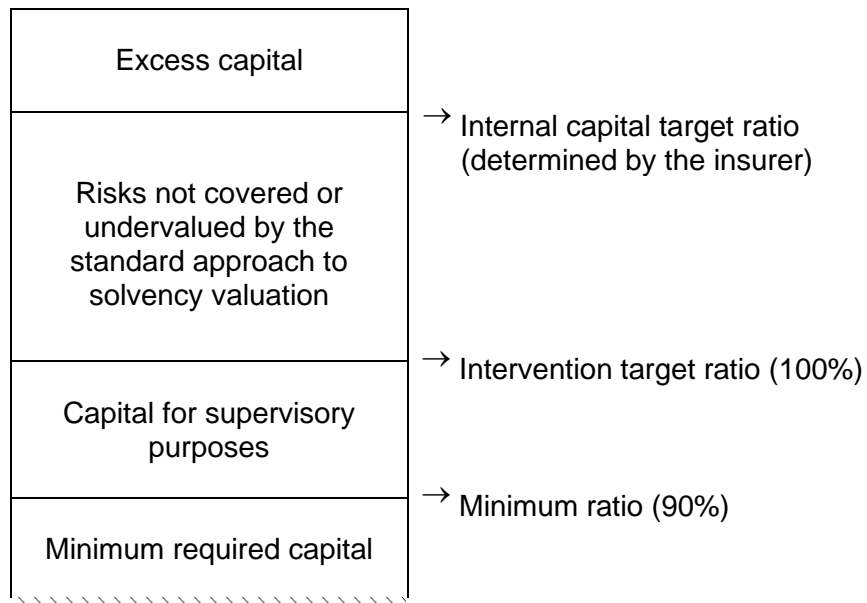 Excess capital
→ Internal capital target ratio
(determined by the insurer)
Risks not covered or
undervalued by the
standard approach to
solvency valuation
→ Intervention target ratio (100%)
Capital for supervisory
purposes
→ Minimum ratio (90%)
Minimum required capital